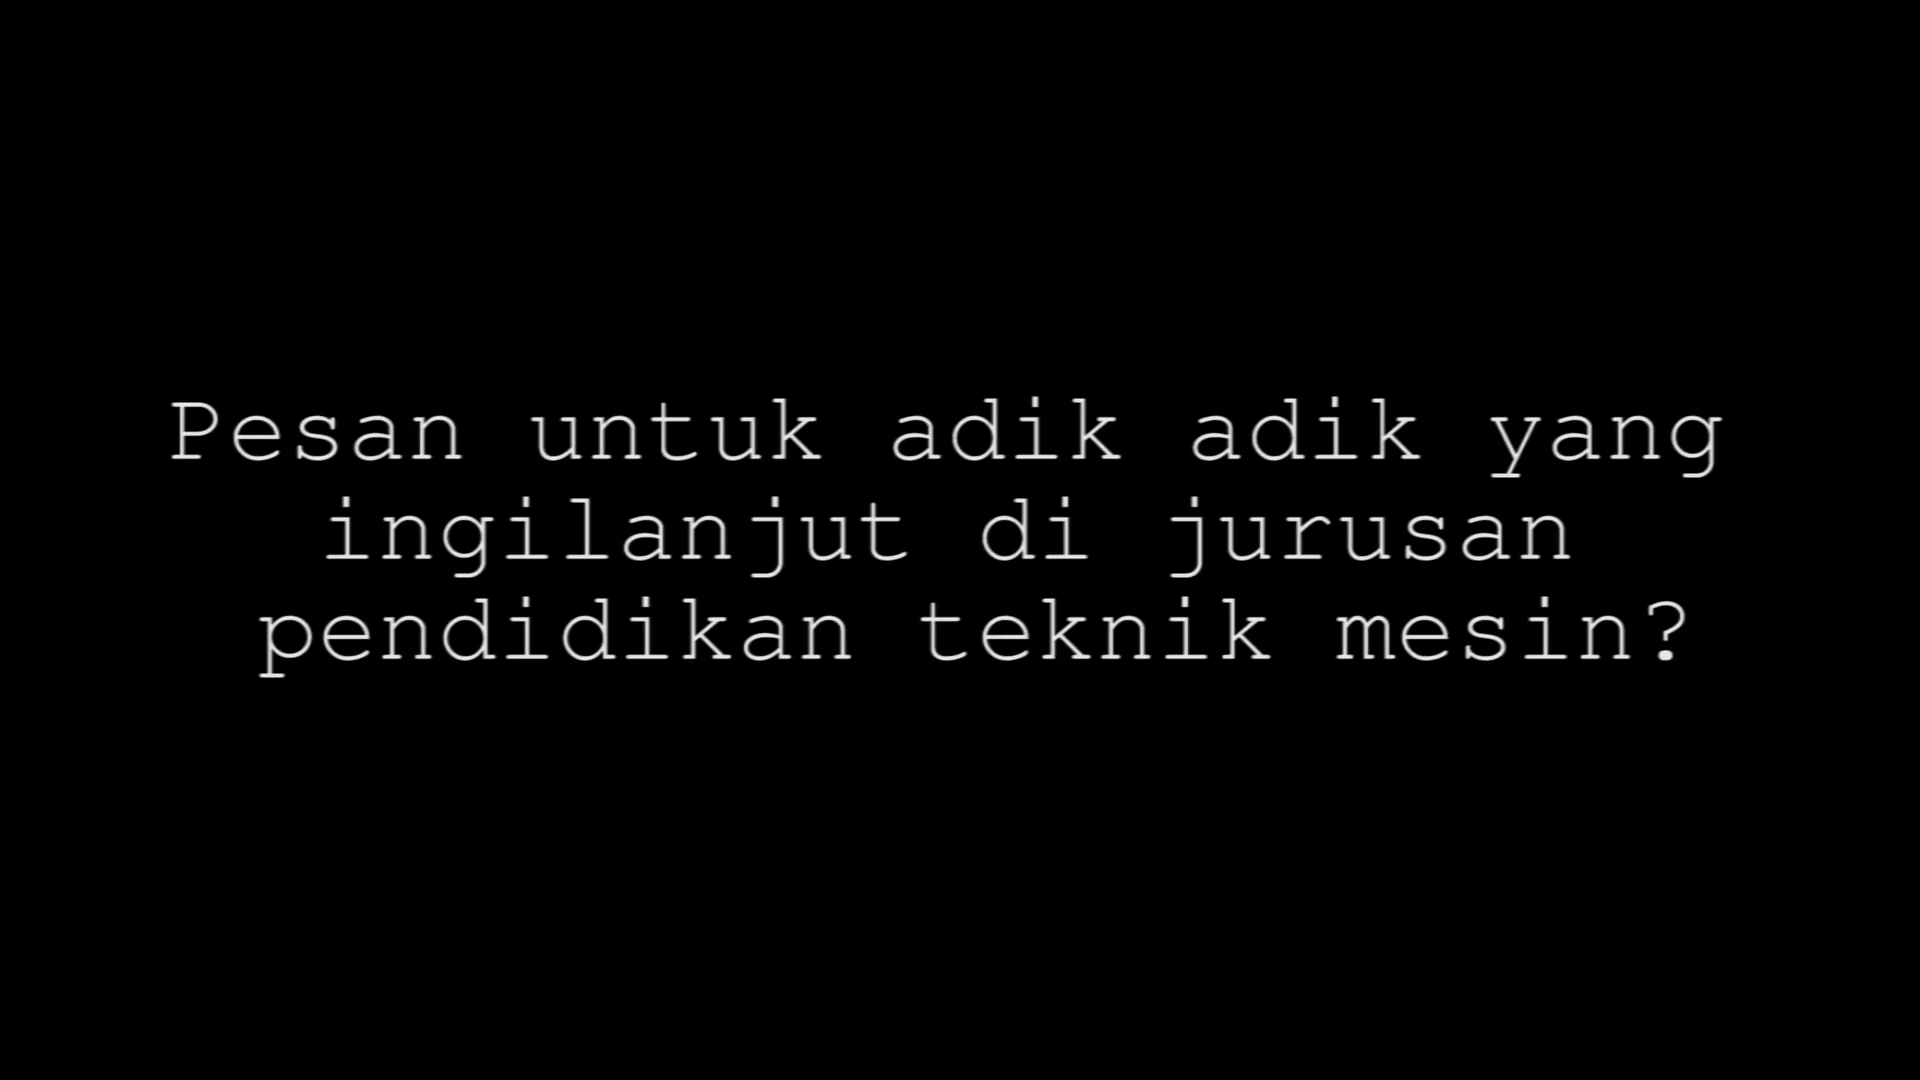 Pesan untuk adik adik yang
ingilanjut di jurusan
pendidikan teknik mesin?